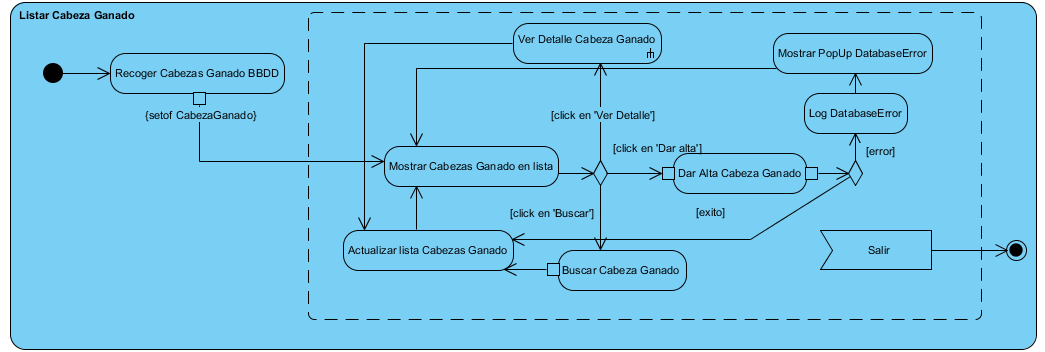 Listar Cabeza Ganado
Ver Detalle Cabeza Ganado
Mostrar PopUp DatabaseError
Recoger Cabezas Ganado BBDD
{setof CabezaGanado}
[click en 'Ver Detalle']
Log DatabaseError
[click en 'Dar alta']
[error]
Mostrar Cabezas Ganado en lista
Dar Alta Cabeza Ganado
[click en 'Buscar']
[exito]
Actualizar lista Cabezas Ganado
Salir
Buscar Cabeza Ganado